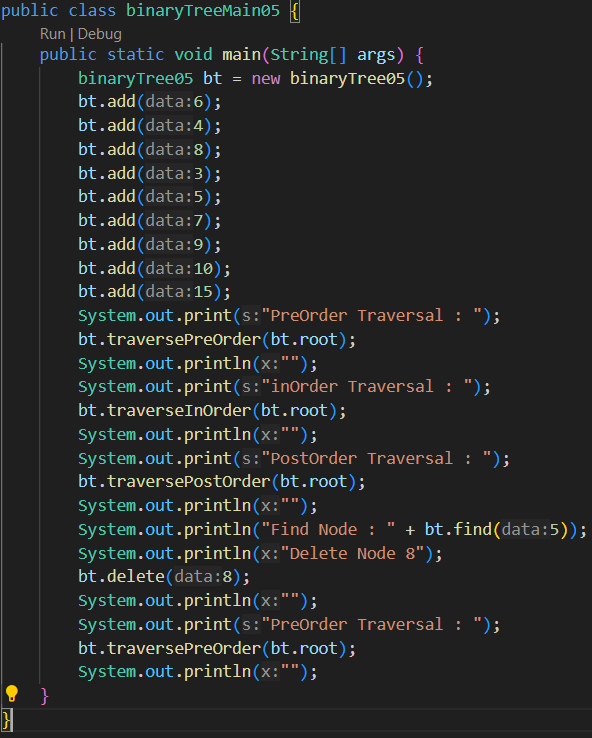 public class binaryTreeMain05 {
Run | Debug
public static void main(String[] args) {
binaryTree05 bt = new binaryTree05();
bt.add(data:6);
bt.add(data:4);
bt.add(data:8);
bt.add(data:3);
bt.add(data:5);
bt.add(data:7);
bt.add(data:9);
bt.add(data:10);
bt.add(data:15);
System.out.print(s:"PreOrder Traversal : ");
bt.traversePreOrder(bt.root);
System.out.println(x:"");
System.out.print(s:"inOrder Traversal : ");
bt.traverseInOrder(bt.root);
System.out.println(x:"");
System.out.print(s:"PostOrder Traversal : ");
bt.traversePostOrder(bt.root);
System.out.println(x:"");
System.out.println("Find Node : " + bt.find(data:5));
System.out.println(x:"Delete Node 8");
bt.delete(data:8);
System.out.println(x:"");
System.out.print(s:"PreOrder Traversal : ");
bt.traversePreOrder(bt.root);
System.out.println(x:"");
}
}